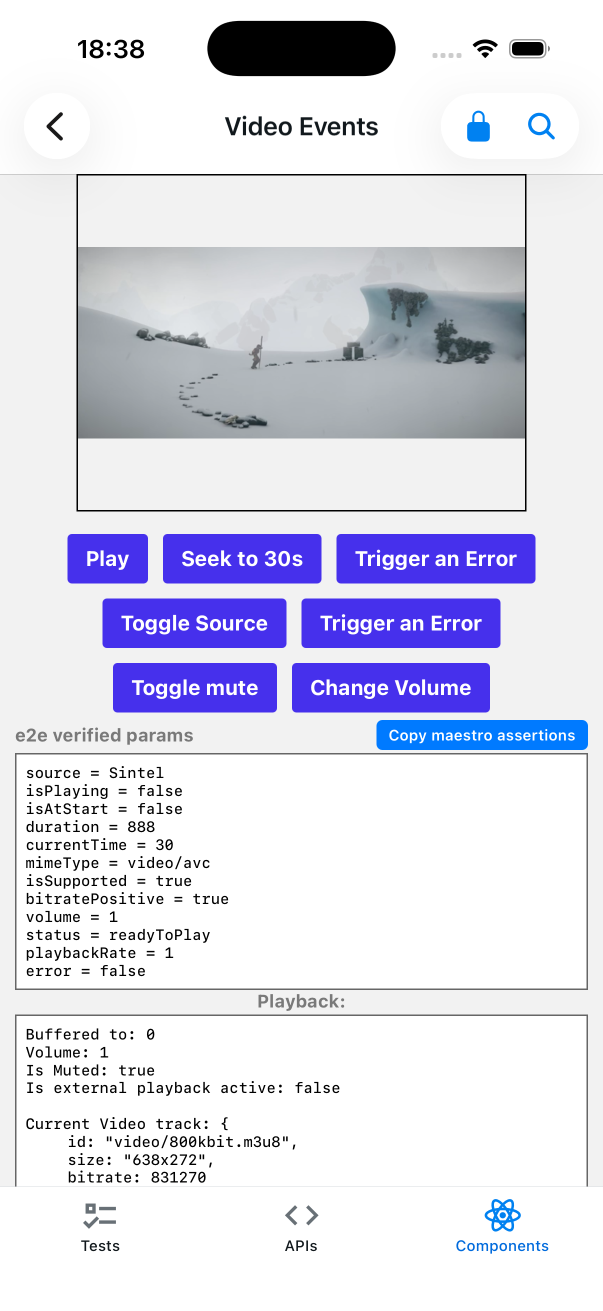 18:38
Video Events
Play
Seek to 30s
Trigger an Error
Toggle Source
Trigger an Error
Toggle mute
Change Volume
e2e verified params
Copy maestro assertions
source = Sintel
isPlaying = false
isAtStart = false
duration = 888
currentTime = 30
mimeType = video/avc
isSupported = true
bitratePositive = true
volume = 1
status = readyToPlay
playbackRate = 1
error = false
Playback:
Buffered to: 0
Volume: 1
Is Muted: true
Is external playback active: false
Current Video track: {
id: "video/800kbit.m3u8",
size: "638x272",
bitrate: 831270
Tests
APIs
Components